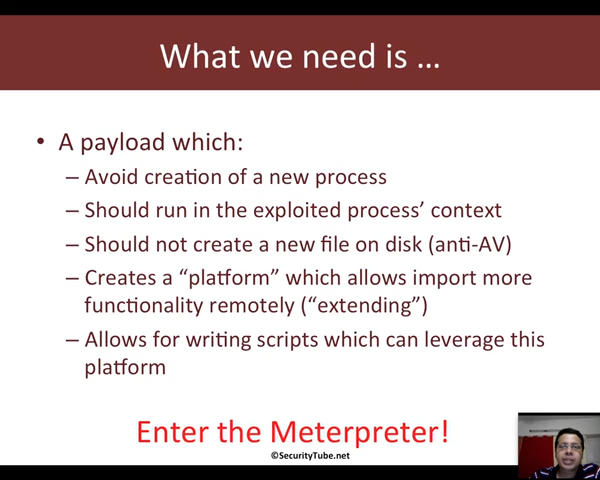 What we need is ...
• A payload which:
– Avoid creation of a new process
– Should run in the exploited process’ context
– Should not create a new file on disk (anti-AV)
– Creates a “platform” which allows import more
functionality remotely (“extending”)
– Allows for writing scripts which can leverage this
platform
Enter the Meterpreter!
©SecurityTube.net